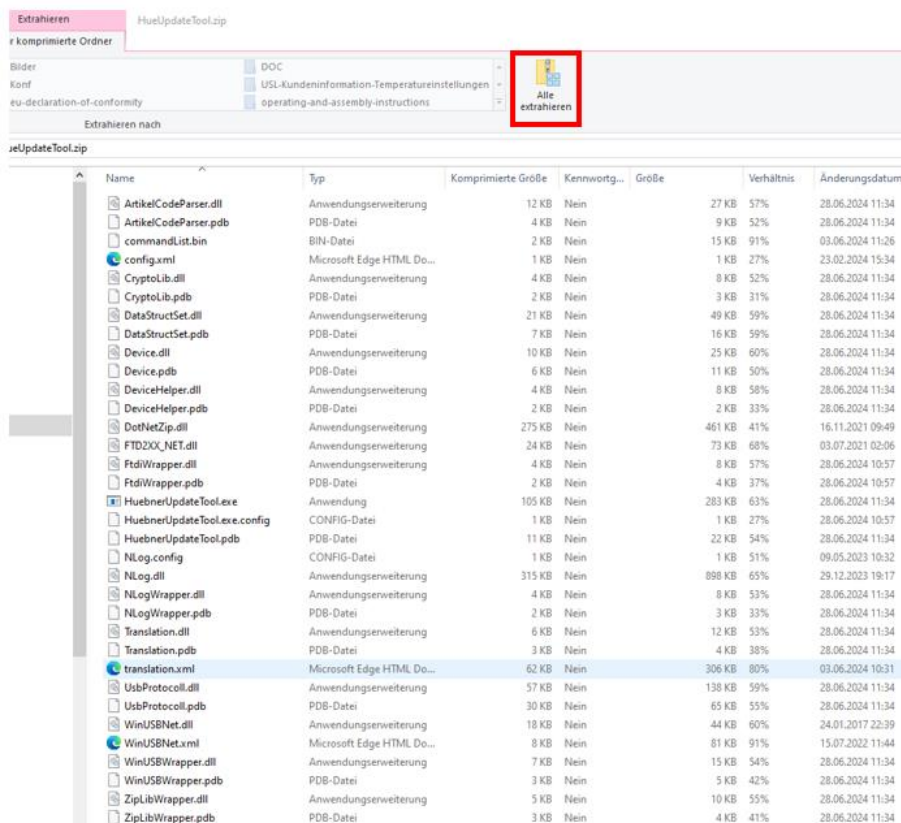 Extrahieren HueUpdateTool.zip
r komprimierte Ordner
Bilder DOC
Konf USL-Kundeninformation-Temperatureinstellungen
eu-declaration-of-conformity operating-and-assembly-instructions
Alle
extrahieren
Extrahieren nach
ueUpdateTool.zip
Name Typ Komprimierte Größe Kennwortg... Größe Verhältnis Änderungsdatum
ArtikelCodeParser.dll Anwendungserweiterung 12 KB Nein 27 KB 57% 28.06.2024 11:34
ArtikelCodeParser.pdb PDB-Datei 4 KB Nein 9 KB 52% 28.06.2024 11:34
commandList.bin BIN-Datei 2 KB Nein 15 KB 91% 03.06.2024 11:26
config.xml Microsoft Edge HTML Do... 1 KB Nein 1 KB 27% 23.02.2024 15:34
CryptoLib.dll Anwendungserweiterung 4 KB Nein 8 KB 52% 28.06.2024 11:34
CryptoLib.pdb PDB-Datei 2 KB Nein 3 KB 31% 28.06.2024 11:34
DataStructSet.dll Anwendungserweiterung 21 KB Nein 49 KB 59% 28.06.2024 11:34
DataStructSet.pdb PDB-Datei 7 KB Nein 16 KB 59% 28.06.2024 11:34
Device.dll Anwendungserweiterung 10 KB Nein 25 KB 60% 28.06.2024 11:34
Device.pdb PDB-Datei 6 KB Nein 11 KB 50% 28.06.2024 11:34
DeviceHelper.dll Anwendungserweiterung 4 KB Nein 8 KB 58% 28.06.2024 11:34
DeviceHelper.pdb PDB-Datei 2 KB Nein 2 KB 33% 28.06.2024 11:34
DotNetZip.dll Anwendungserweiterung 275 KB Nein 461 KB 41% 16.11.2021 09:49
FTD2XX_NET.dll Anwendungserweiterung 24 KB Nein 73 KB 68% 03.07.2021 02:06
FtdiWrapper.dll Anwendungserweiterung 4 KB Nein 8 KB 57% 28.06.2024 10:57
FtdiWrapper.pdb PDB-Datei 2 KB Nein 4 KB 37% 28.06.2024 10:57
HuebnerUpdateTool.exe Anwendung 105 KB Nein 283 KB 63% 28.06.2024 11:34
HuebnerUpdateTool.exe.config CONFIG-Datei 1 KB Nein 1 KB 27% 28.06.2024 10:57
HuebnerUpdateTool.pdb PDB-Datei 11 KB Nein 22 KB 54% 28.06.2024 11:34
NLog.config CONFIG-Datei 1 KB Nein 1 KB 51% 09.05.2023 10:32
NLog.dll Anwendungserweiterung 315 KB Nein 898 KB 65% 29.12.2023 19:17
NLogWrapper.dll Anwendungserweiterung 4 KB Nein 8 KB 53% 28.06.2024 11:34
NLogWrapper.pdb PDB-Datei 2 KB Nein 3 KB 33% 28.06.2024 11:34
Translation.dll Anwendungserweiterung 6 KB Nein 12 KB 53% 28.06.2024 11:34
Translation.pdb PDB-Datei 3 KB Nein 4 KB 38% 28.06.2024 11:34
translation.xml Microsoft Edge HTML Do... 62 KB Nein 306 KB 80% 03.06.2024 10:31
UsbProtocoll.dll Anwendungserweiterung 57 KB Nein 138 KB 59% 28.06.2024 11:34
UsbProtocoll.pdb PDB-Datei 30 KB Nein 65 KB 55% 28.06.2024 11:34
WinUSBNet.dll Anwendungserweiterung 18 KB Nein 44 KB 60% 24.01.2017 22:39
WinUSBNet.xml Microsoft Edge HTML Do... 8 KB Nein 81 KB 91% 15.07.2022 11:44
WinUSBWrapper.dll Anwendungserweiterung 7 KB Nein 15 KB 54% 28.06.2024 11:34
WinUSBWrapper.pdb PDB-Datei 3 KB Nein 5 KB 42% 28.06.2024 11:34
ZipLibWrapper.dll Anwendungserweiterung 5 KB Nein 10 KB 55% 28.06.2024 11:34
ZipLibWrapper.pdb PDB-Datei 3 KB Nein 4 KB 41% 28.06.2024 11:34